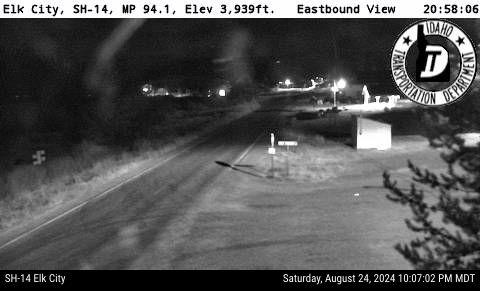 Elk City, SH-14, MP 94.1, Elev 3,939ft. Eastbound View 20:58:06
IDAHO
TRANSPORTATION DEPARTMENT
SH-14 Elk City Saturday, August 24, 2024 10:07:02 PM MDT